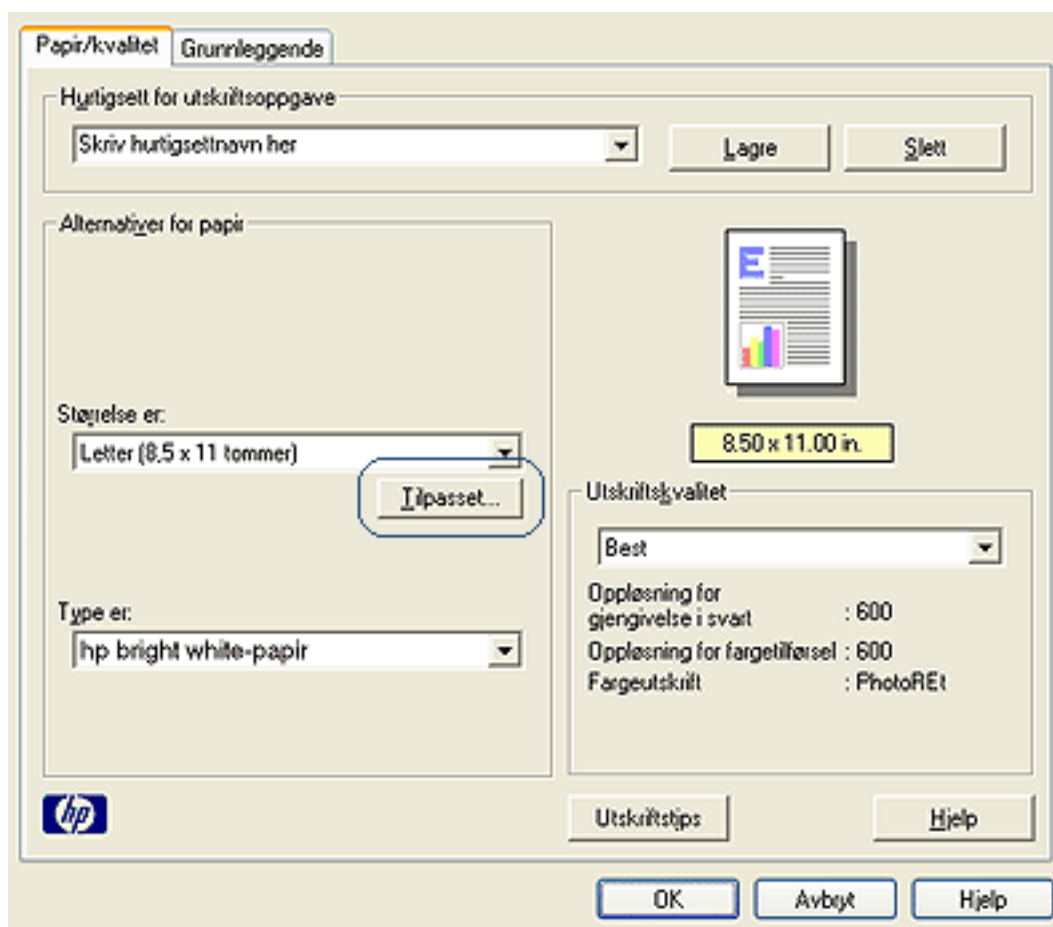 Papir/kvalitet
Grunnleggende
Hurtigsett for utskriftsoppgave
Skriv hurtigsettnavn her
Lagre
Slett
Alternativer for papir
E
Størrelse er:
Letter (8,5 x 11 tommer)
8.50 x 11.00 in.
Tilpasset...
Utskriftskvalitet
Best
Oppløsning for
gjengivelse i svart : 600
Oppløsning for fargetilførsel : 600
Fargeutskrift : PhotoREt
Type er:
hp bright white-papir
hp
Utskriftstips
Hjelp
OK
Avbryt
Hjelp